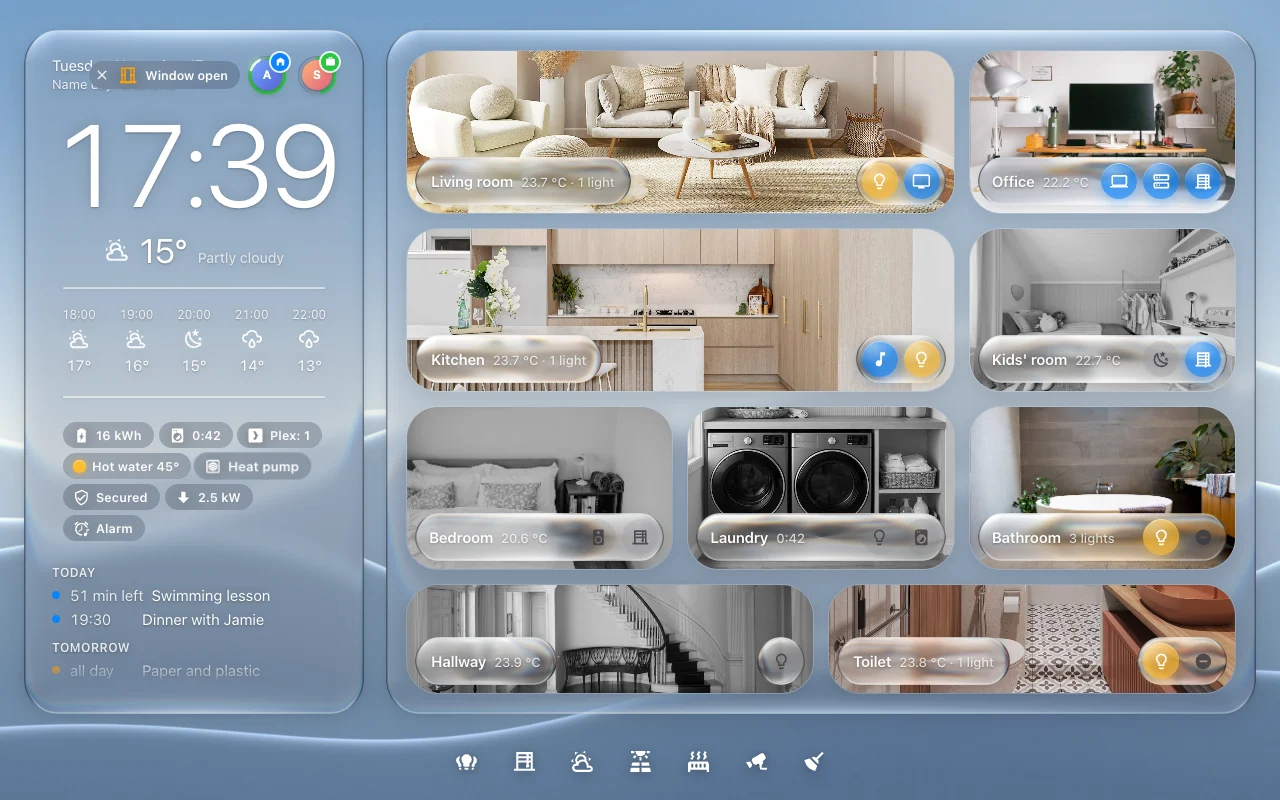 Tuesd
Window open
A
S
Name
17:39
15° Partly cloudy
18:00 19:00 20:00 21:00 22:00
17° 16° 15° 14° 13°
16 kWh 0:42 Plex: 1
Hot water 45° Heat pump
Secured 2.5 kW
Alarm
TODAY
51 min left Swimming lesson
19:30 Dinner with Jamie
TOMORROW
all day Paper and plastic
Living room 23.7 °C · 1 light
Office 22.2 °C
Kitchen 23.7 °C · 1 light
Kids' room 22.7 °C
Bedroom 20.6 °C
Laundry 0:42
Bathroom 3 lights
Hallway 23.9 °C
Toilet 23.8 °C · 1 light